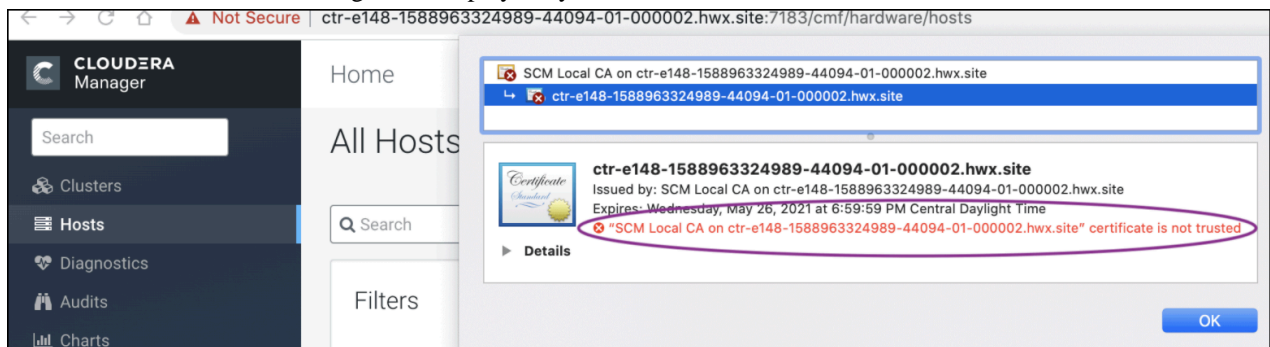 Not Secure | ctr-e148-1588963324989-44094-01-000002.hwx.site:7183/cmf/hardware/hosts
CLOUDERA
Manager
Search
Clusters
Hosts
Diagnostics
Audits
Charts
Home
All Hosts
Search
Filters
SCM Local CA on ctr-e148-1588963324989-44094-01-000002.hwx.site
ctr-e148-1588963324989-44094-01-000002.hwx.site
Certificate
Standard
ctr-e148-1588963324989-44094-01-000002.hwx.site
Issued by: SCM Local CA on ctr-e148-1588963324989-44094-01-000002.hwx.site
Expires: Wednesday, May 26, 2021 at 6:59:59 PM Central Daylight Time
"SCM Local CA on ctr-e148-1588963324989-44094-01-000002.hwx.site" certificate is not trusted
Details
OK